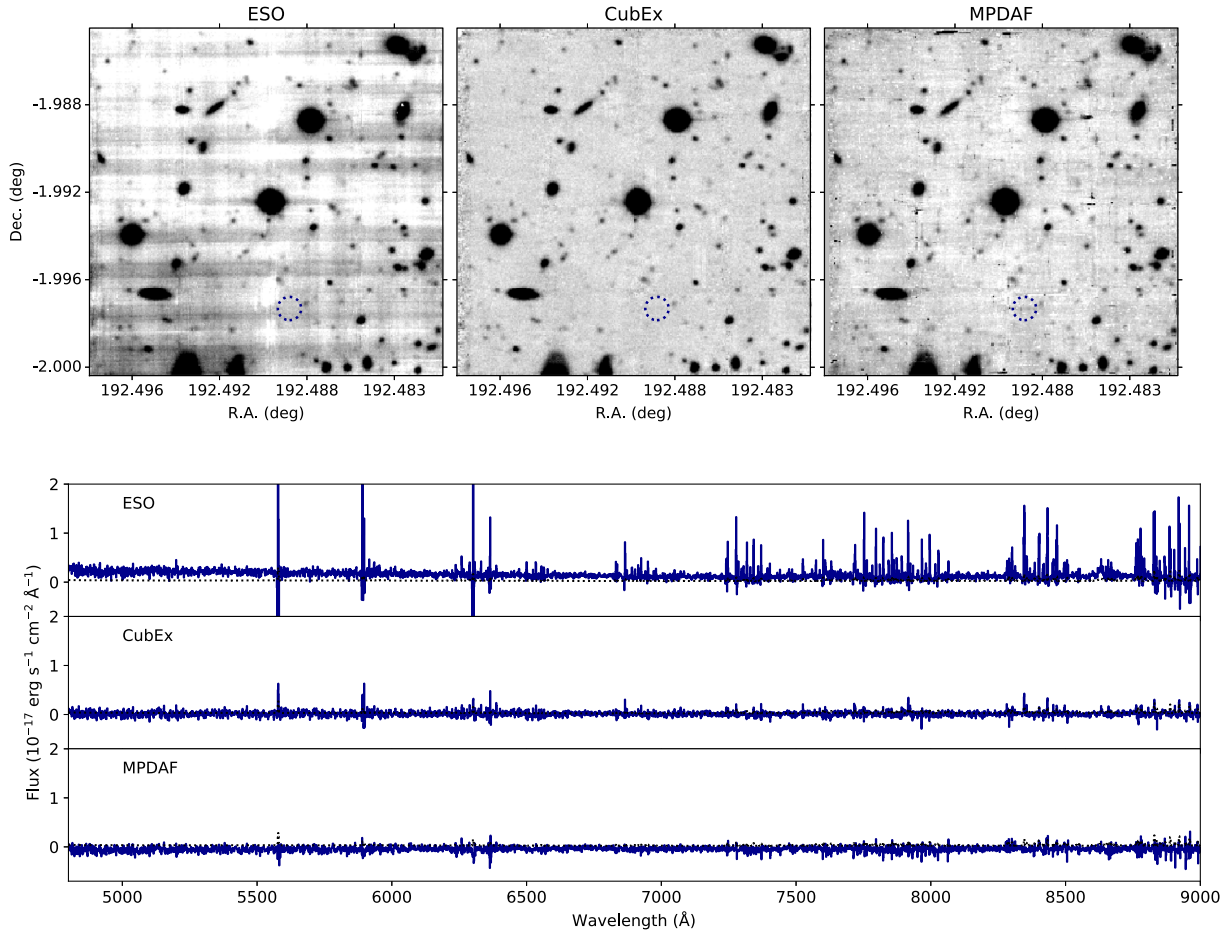 ESO
CubEx
MPDAF
Dec. (deg)
-1.988
-1.992
-1.996
-2.000
192.496 192.492 192.488 192.483
192.496 192.492 192.488 192.483
192.496 192.492 192.488 192.483
R.A. (deg)
R.A. (deg)
R.A. (deg)
Flux (10⁻¹⁷ erg s⁻¹ cm⁻² Å⁻¹)
2
ESO
1
0
2
CubEx
1
0
2
MPDAF
1
0
5000 5500 6000 6500 7000 7500 8000 8500 9000
Wavelength (Å)